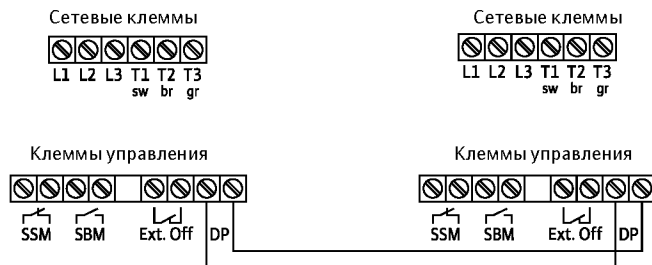 Сетевые клеммы
Сетевые клеммы
L1 L2 L3 T1 T2 T3
sw br gr
L1 L2 L3 T1 T2 T3
sw br gr
Клеммы управления
Клеммы управления
SSM SBM Ext. Off DP
SSM SBM Ext. Off DP